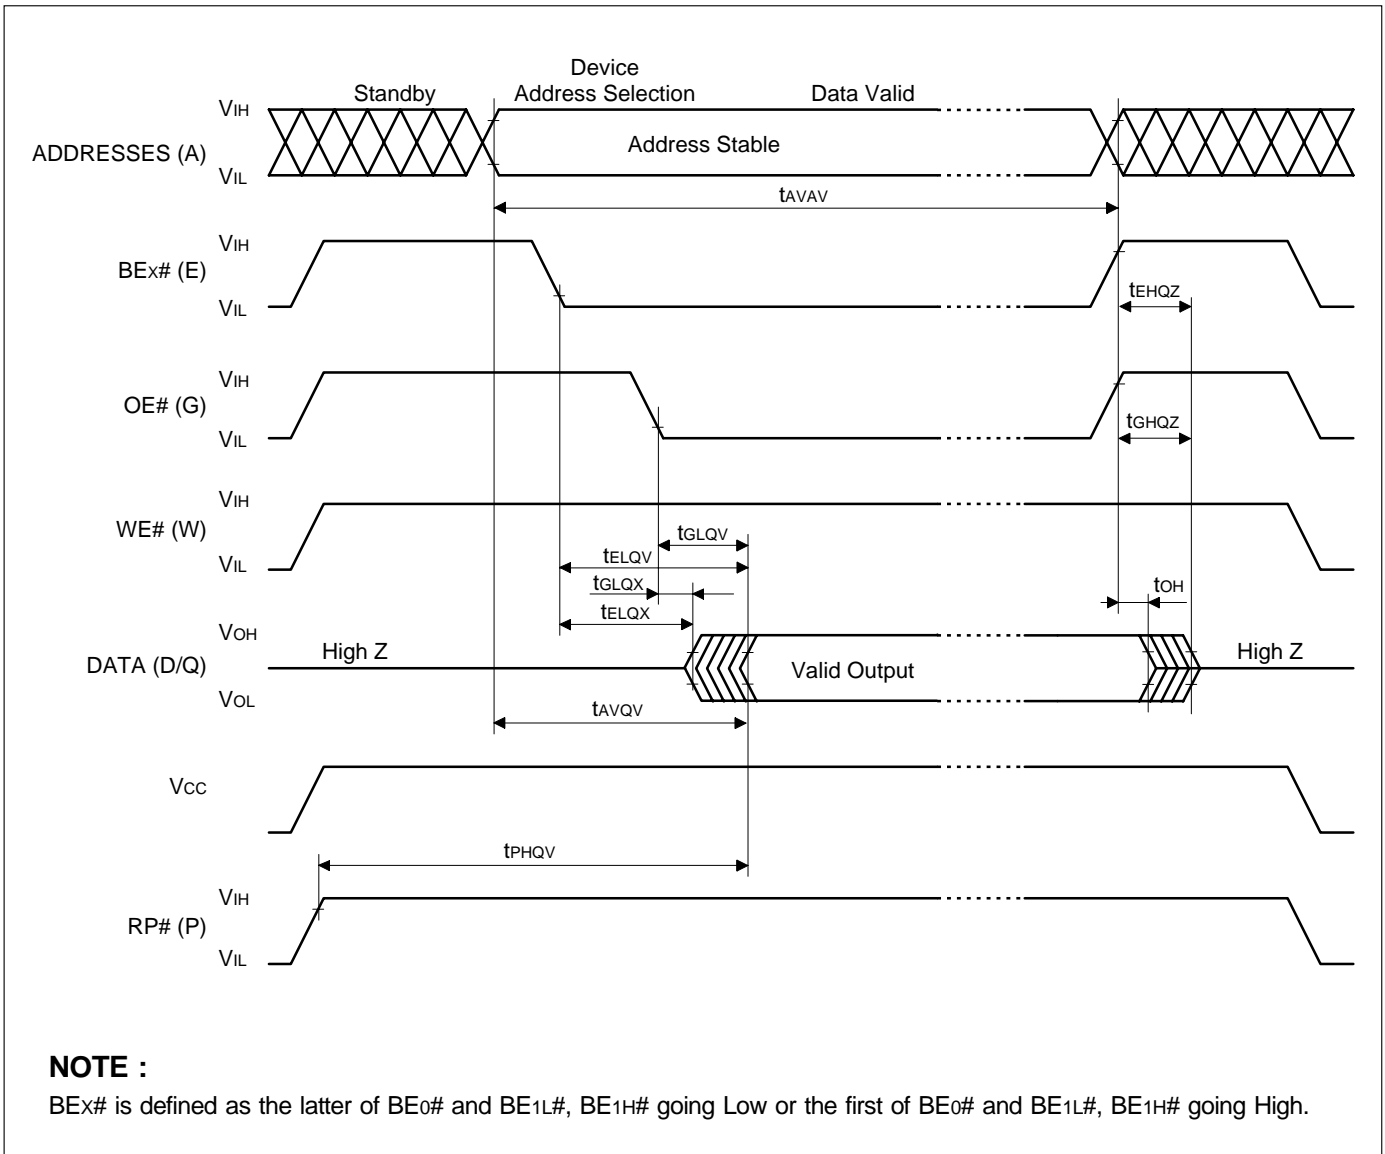 Device
Standby Address Selection Data Valid
VIH
ADDRESSES (A) Address Stable
VIL
tAVAV
VIH
BEX# (E)
tEHQZ
VIL
VIH
OE# (G)
tGHQZ
VIL
VIH
WE# (W)
tGLQV
tELQV
VIL
tGLQX tOH
tELQX
VOH
High Z High Z
DATA (D/Q) Valid Output
VOL
tAVQV
VCC
tPHQV
VIH
RP# (P)
VIL
NOTE :
BEX# is defined as the latter of BE0# and BE1L#, BE1H# going Low or the first of BE0# and BE1L#, BE1H# going High.